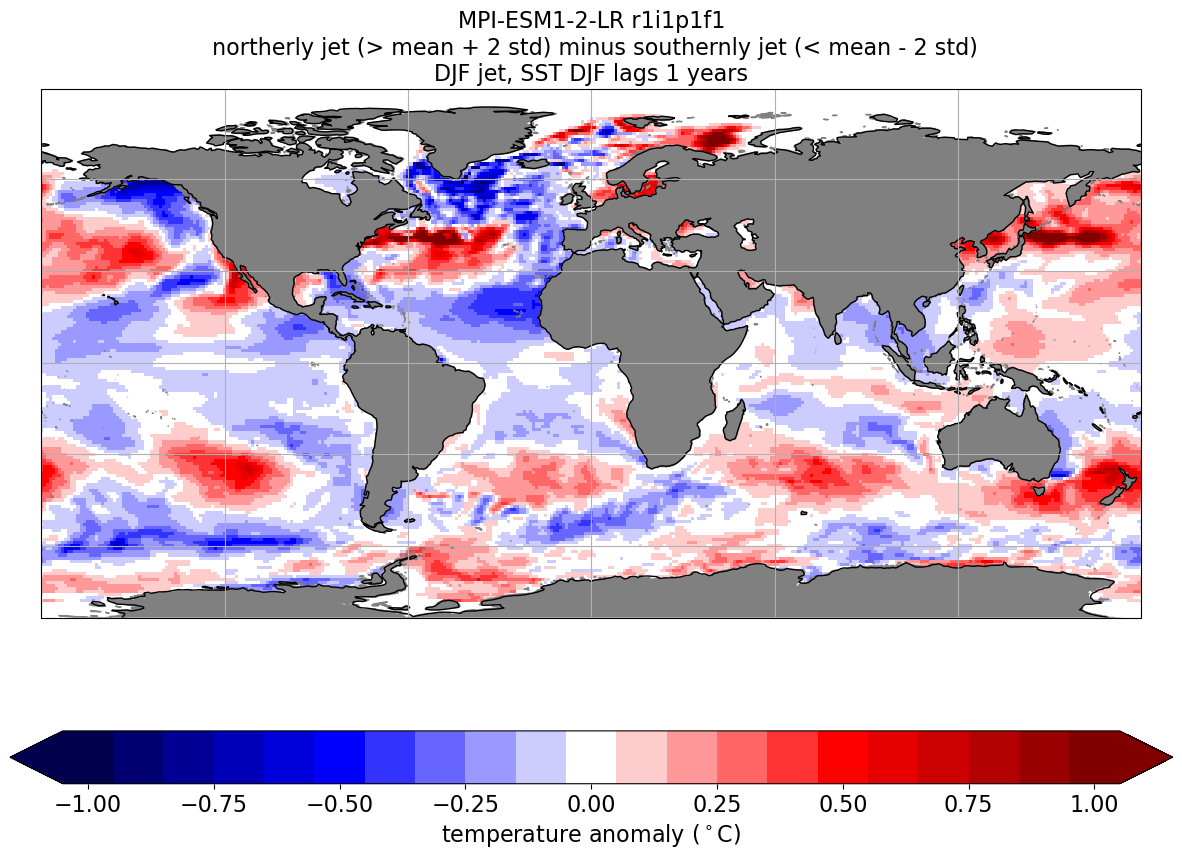 MPI-ESM1-2-LR r1i1p1f1
northerly jet (> mean + 2 std) minus southernly jet (< mean - 2 std)
DJF jet, SST DJF lags 1 years
−1.00 −0.75 −0.50 −0.25 0.00 0.25 0.50 0.75 1.00
temperature anomaly (°C)